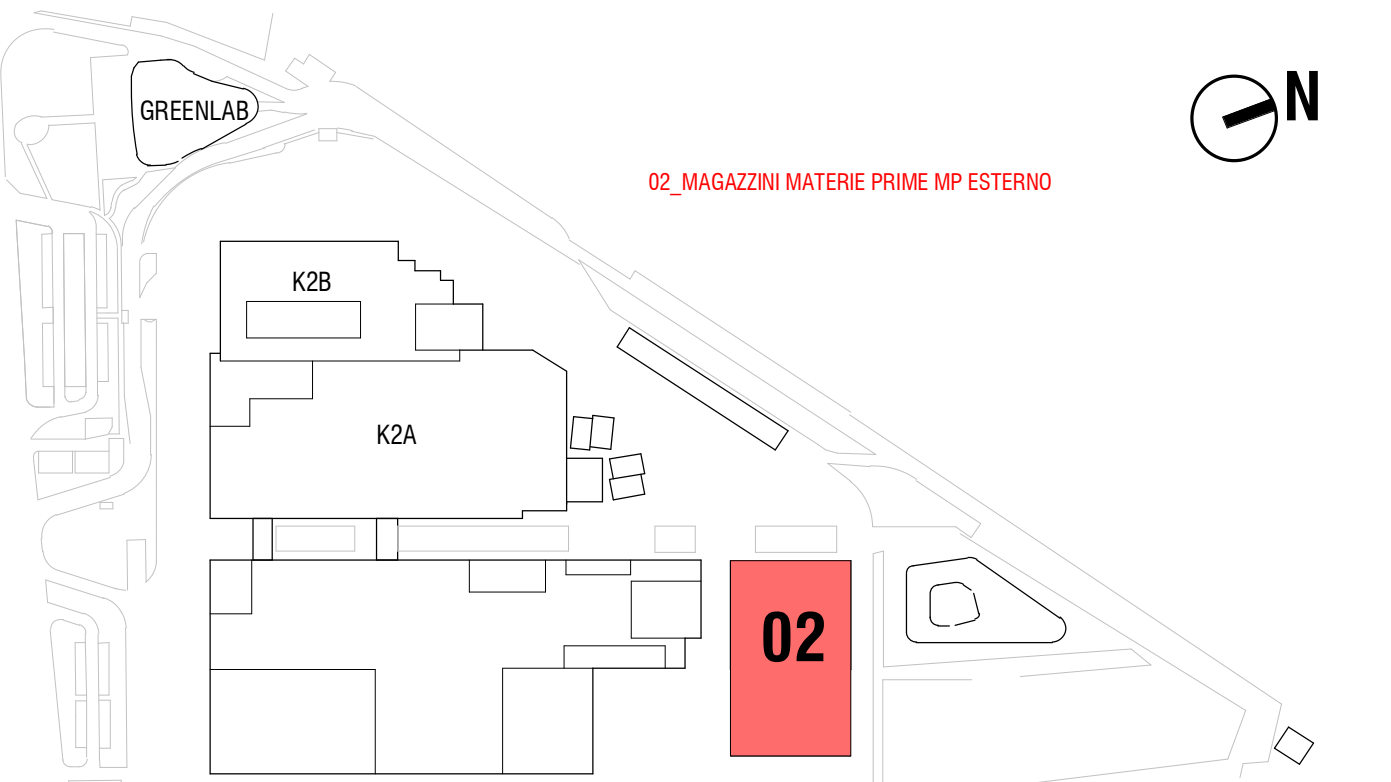 GREENLAB
N
02_MAGAZZINI MATERIE PRIME MP ESTERNO
K2B
K2A
02